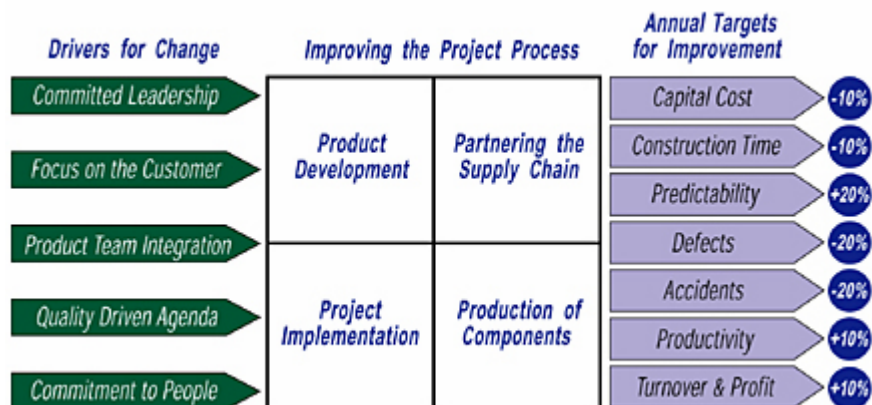 Drivers for Change
Committed Leadership
Focus on the Customer
Product Team Integration
Quality Driven Agenda
Commitment to People
Improving the Project Process
Product
Development
Partnering the
Supply Chain
Project
Implementation
Production of
Components
Annual Targets
for Improvement
Capital Cost -10%
Construction Time -10%
Predictability +20%
Defects -20%
Accidents -20%
Productivity +10%
Turnover & Profit +10%